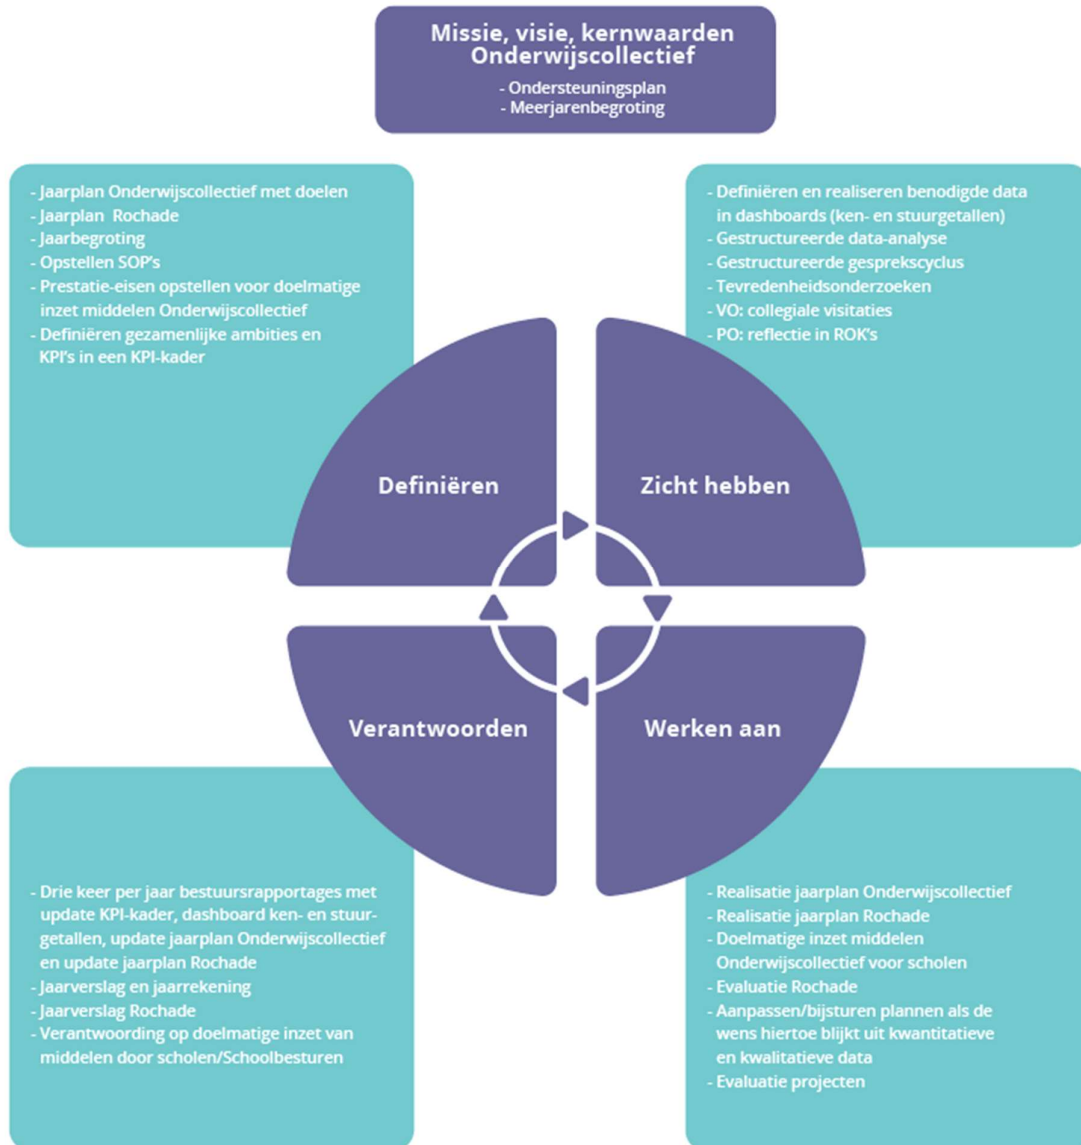 Missie, visie, kernwaarden
Onderwijscollectief
- Ondersteuningsplan
- Meerjarenbegroting
- Jaarplan Onderwijscollectief met doelen
- Jaarplan Rochade
- Jaarbegroting
- Opstellen SOP's
- Prestatie-eisen opstellen voor doelmatige
inzet middelen Onderwijscollectief
- Definiëren gezamenlijke ambities en
KPI's in een KPI-kader
- Definiëren en realiseren benodigde data
in dashboards (ken- en stuurgetallen)
- Gestructureerde data-analyse
- Gestructureerde gesprekscyclus
- Tevredenheidsonderzoeken
- VO: collegiale visitaties
- PO: reflectie in ROK's
Definiëren
Zicht hebben
Verantwoorden
Werken aan
- Drie keer per jaar bestuursrapportages met
update KPI-kader, dashboard ken- en stuur-
getallen, update jaarplan Onderwijscollectief
en update jaarplan Rochade
- Jaarverslag en jaarrekening
- Jaarverslag Rochade
- Verantwoording op doelmatige inzet van
middelen door scholen/Schoolbesturen
- Realisatie jaarplan Onderwijscollectief
- Realisatie jaarplan Rochade
- Doelmatige inzet middelen
Onderwijscollectief voor scholen
- Evaluatie Rochade
- Aanpassen/bijsturen plannen als de
wens hiertoe blijkt uit kwantitatieve
en kwalitatieve data
- Evaluatie projecten